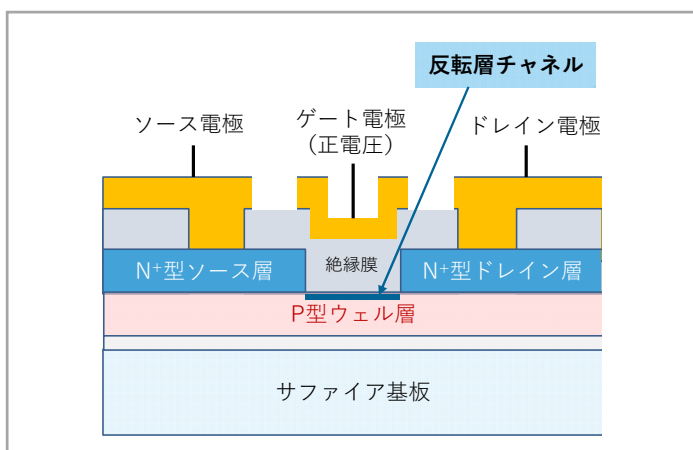 反転層チャネル
ソース電極
ゲート電極
(正電圧)
ドレイン電極
N⁺型ソース層
絶縁膜
N⁺型ドレイン層
P型ウェル層
サファイア基板